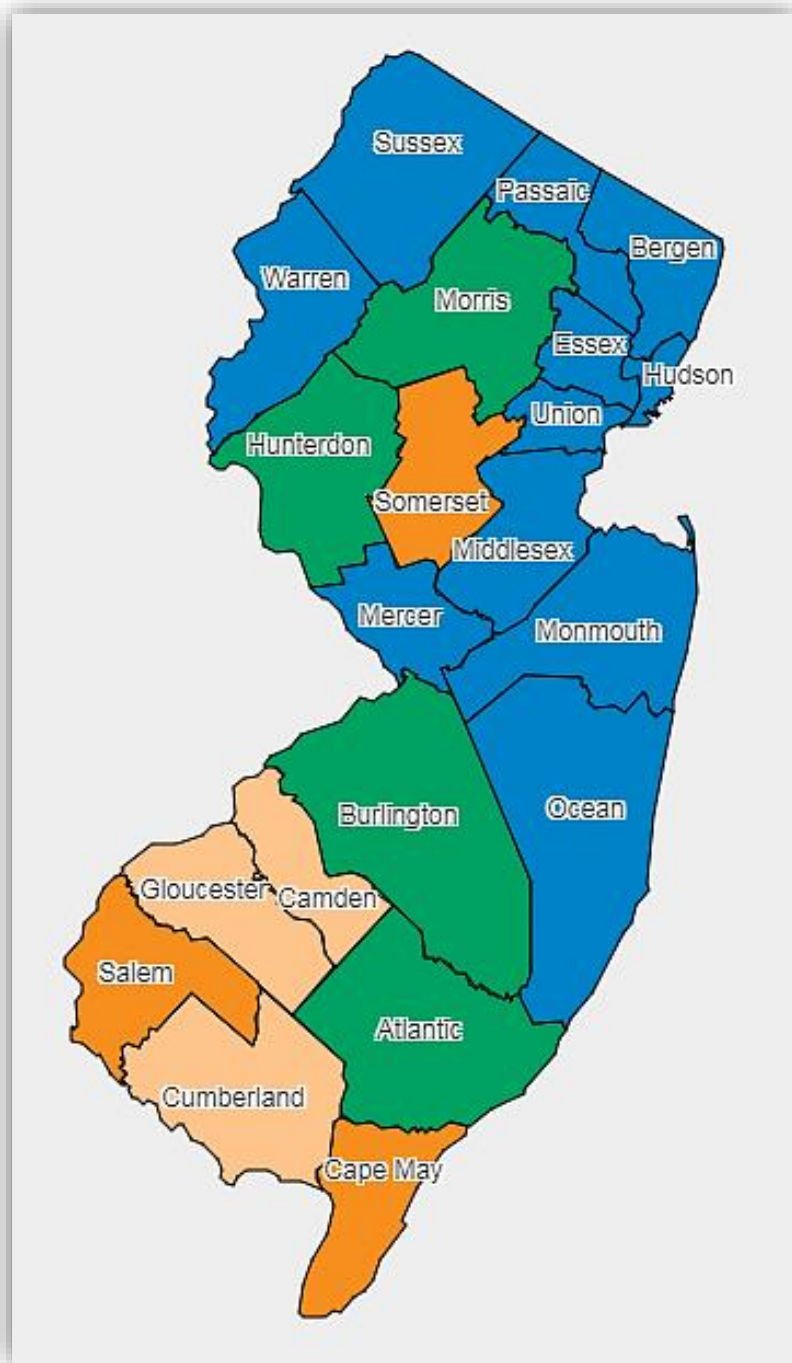 Sussex
Passaic
Bergen
Warren
Morris
Essex
Hudson
Union
Hunterdon
Somerset
Middlesex
Mercer
Monmouth
Ocean
Burlington
Gloucester
Camden
Salem
Atlantic
Cumberland
Cape May